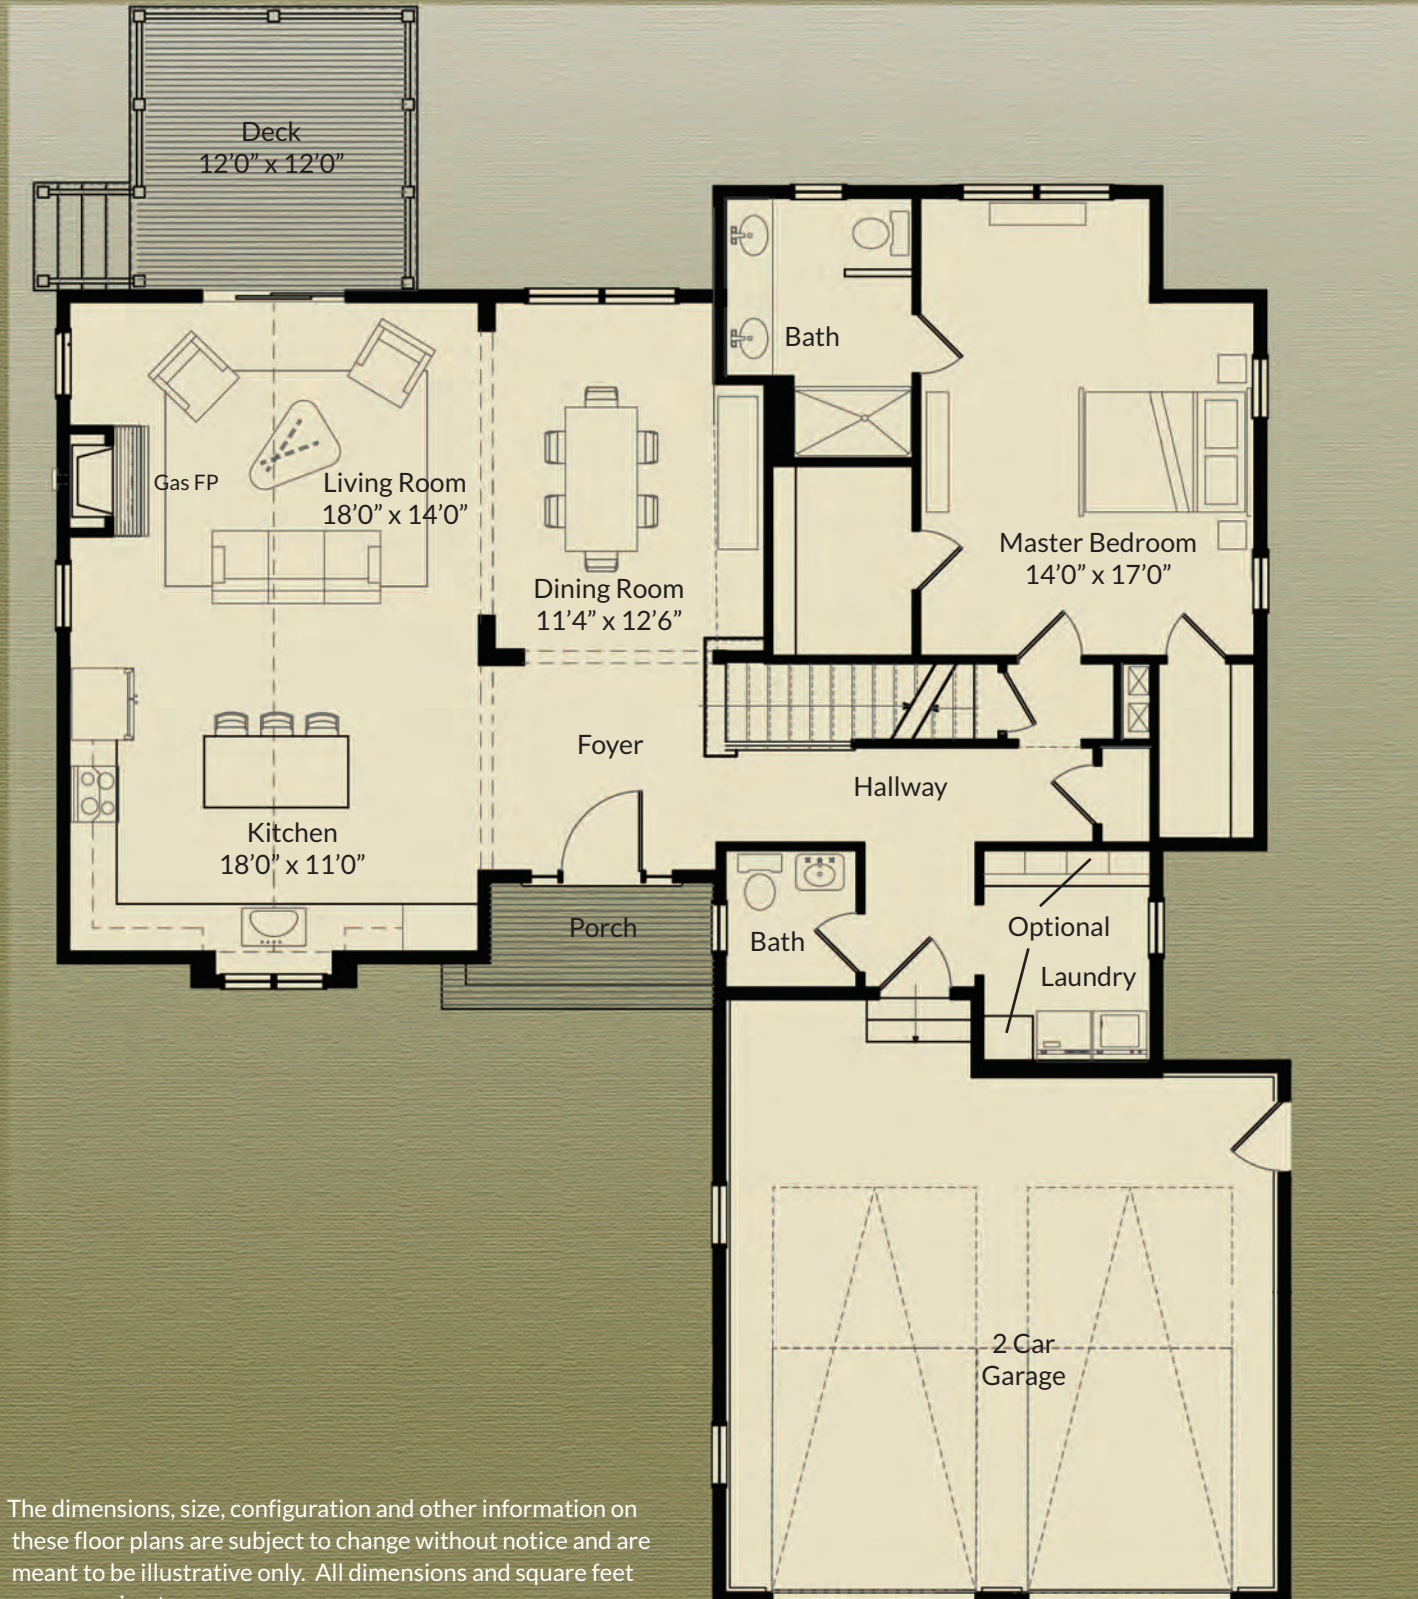 Deck
12’0” x 12’0”
Bath
Gas FP
Living Room
18’0” x 14’0”
Master Bedroom
14’0” x 17’0”
Dining Room
11’4” x 12’6”
Foyer
Hallway
Kitchen
18’0” x 11’0”
Porch
Bath
Optional
Laundry
2 Car
Garage
The dimensions, size, configuration and other information on
these floor plans are subject to change without notice and are
meant to be illustrative only. All dimensions and square feet